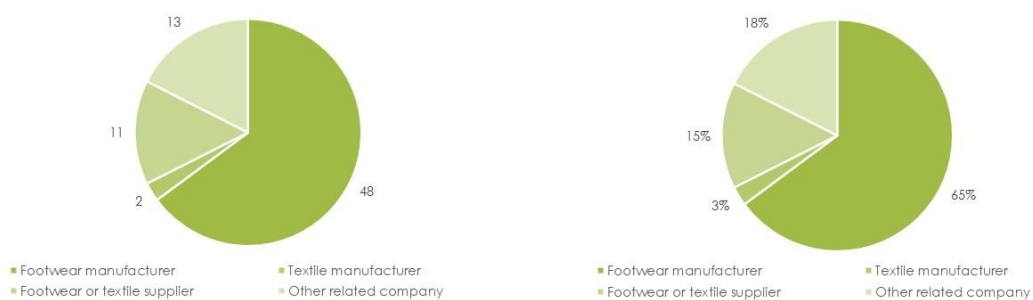 13
11
2
48
Footwear manufacturer
Textile manufacturer
Footwear or textile supplier
Other related company
18%
15%
3%
65%
Footwear manufacturer
Textile manufacturer
Footwear or textile supplier
Other related company